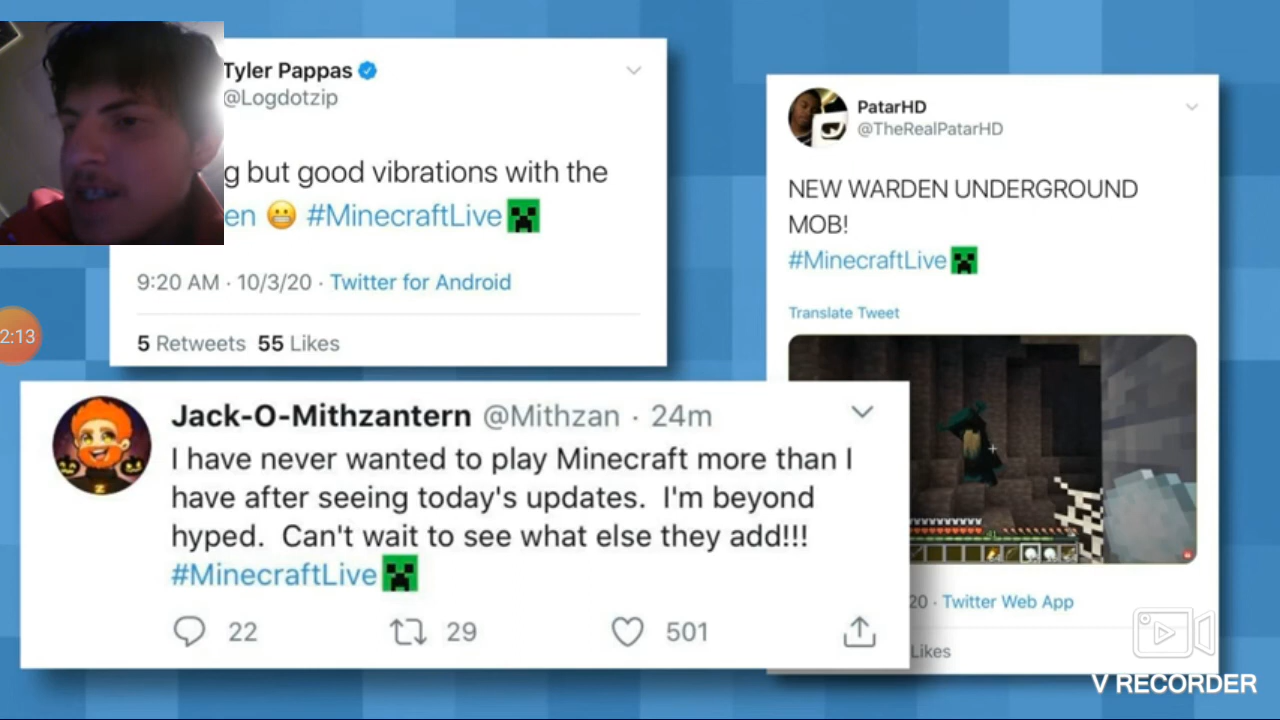 Tyler Pappas
@Logdotzip
g but good vibrations with the
en 😬 #MinecraftLive
9:20 AM · 10/3/20 · Twitter for Android
5 Retweets 55 Likes
PatarHD
@TheRealPatarHD
NEW WARDEN UNDERGROUND
MOB!
#MinecraftLive
Translate Tweet
20 · Twitter Web App
Likes
Jack-O-Mithzantern @Mithzan · 24m
I have never wanted to play Minecraft more than I
have after seeing today's updates. I'm beyond
hyped. Can't wait to see what else they add!!!
#MinecraftLive
22 29 501
2:13
V RECORDER